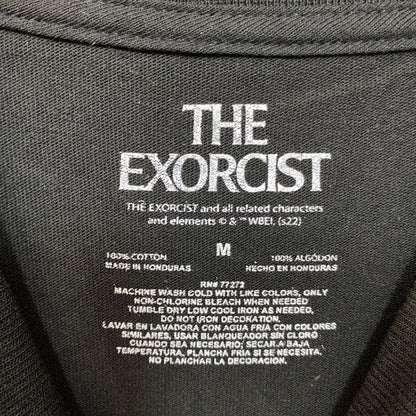 THE
EXORCIST
THE EXORCIST and all related characters
and elements © & ™ WBEI. (s22)
M
100% COTTON
MADE IN HONDURAS
100% ALGODON
HECHO EN HONDURAS
RN# 77272
MACHINE WASH COLD WITH LIKE COLORS, ONLY
NON-CHLORINE BLEACH WHEN NEEDED
TUMBLE DRY LOW COOL IRON AS NEEDED,
DO NOT IRON DECORATION.
LAVAR EN LAVADORA CON AGUA FRIA CON COLORES
SIMILARES, USAR BLANQUEADOR SIN CLORO
CUANDO SEA NECESARIO; SECAR A BAJA
TEMPERATURA, PLANCHA FRIA SI SE NECESITA.
NO PLANCHAR LA DECORACION.